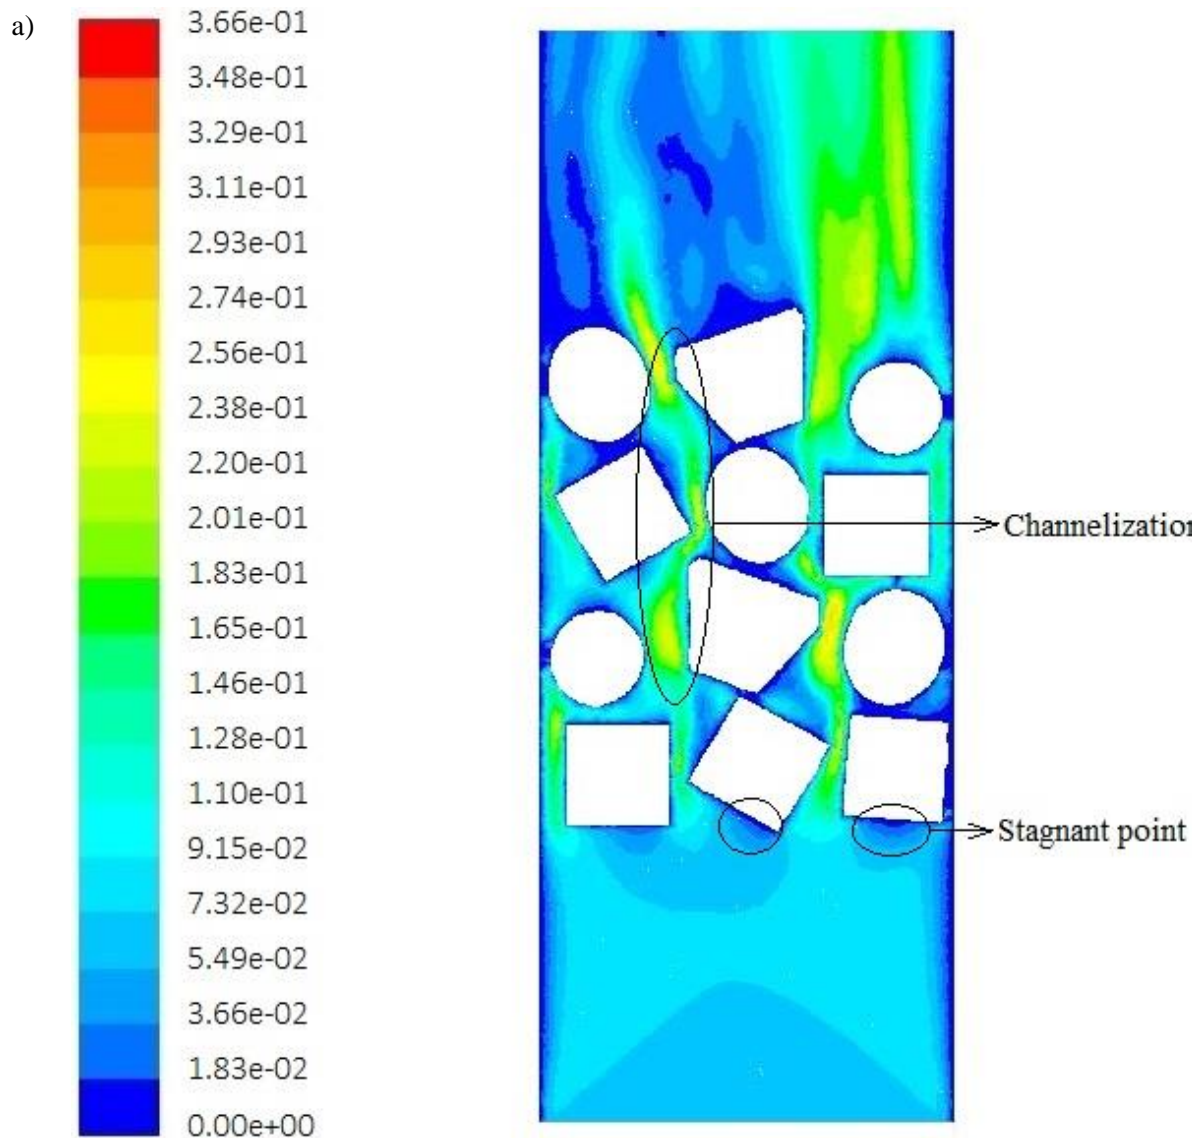 a)
3.66e-01
3.48e-01
3.29e-01
3.11e-01
2.93e-01
2.74e-01
2.56e-01
2.38e-01
2.20e-01
2.01e-01
1.83e-01
1.65e-01
1.46e-01
1.28e-01
1.10e-01
9.15e-02
7.32e-02
5.49e-02
3.66e-02
1.83e-02
0.00e+00
Channelization
Stagnant point